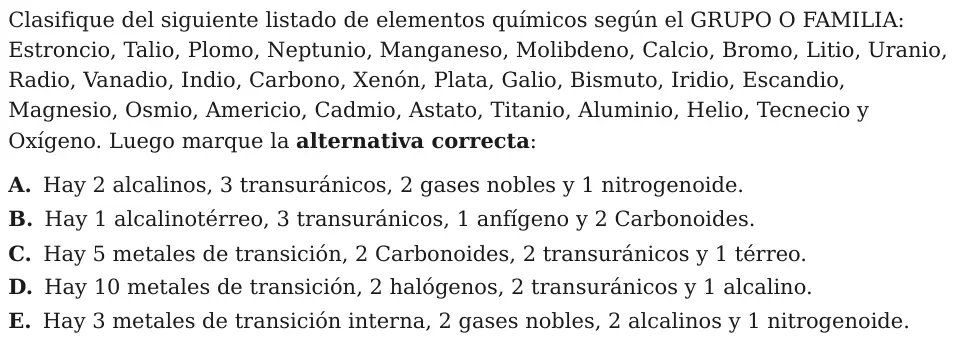 Clasifique del siguiente listado de elementos químicos según el GRUPO O FAMILIA:
Estroncio, Talio, Plomo, Neptunio, Manganeso, Molibdeno, Calcio, Bromo, Litio, Uranio,
Radio, Vanadio, Indio, Carbono, Xenón, Plata, Galio, Bismuto, Iridio, Escandio,
Magnesio, Osmio, Americio, Cadmio, Astato, Titanio, Aluminio, Helio, Tecnecio y
Oxígeno. Luego marque la alternativa correcta:
A. Hay 2 alcalinos, 3 transuránicos, 2 gases nobles y 1 nitrogenoide.
B. Hay 1 alcalinotérreo, 3 transuránicos, 1 anfígeno y 2 Carbonoides.
C. Hay 5 metales de transición, 2 Carbonoides, 2 transuránicos y 1 térreo.
D. Hay 10 metales de transición, 2 halógenos, 2 transuránicos y 1 alcalino.
E. Hay 3 metales de transición interna, 2 gases nobles, 2 alcalinos y 1 nitrogenoide.